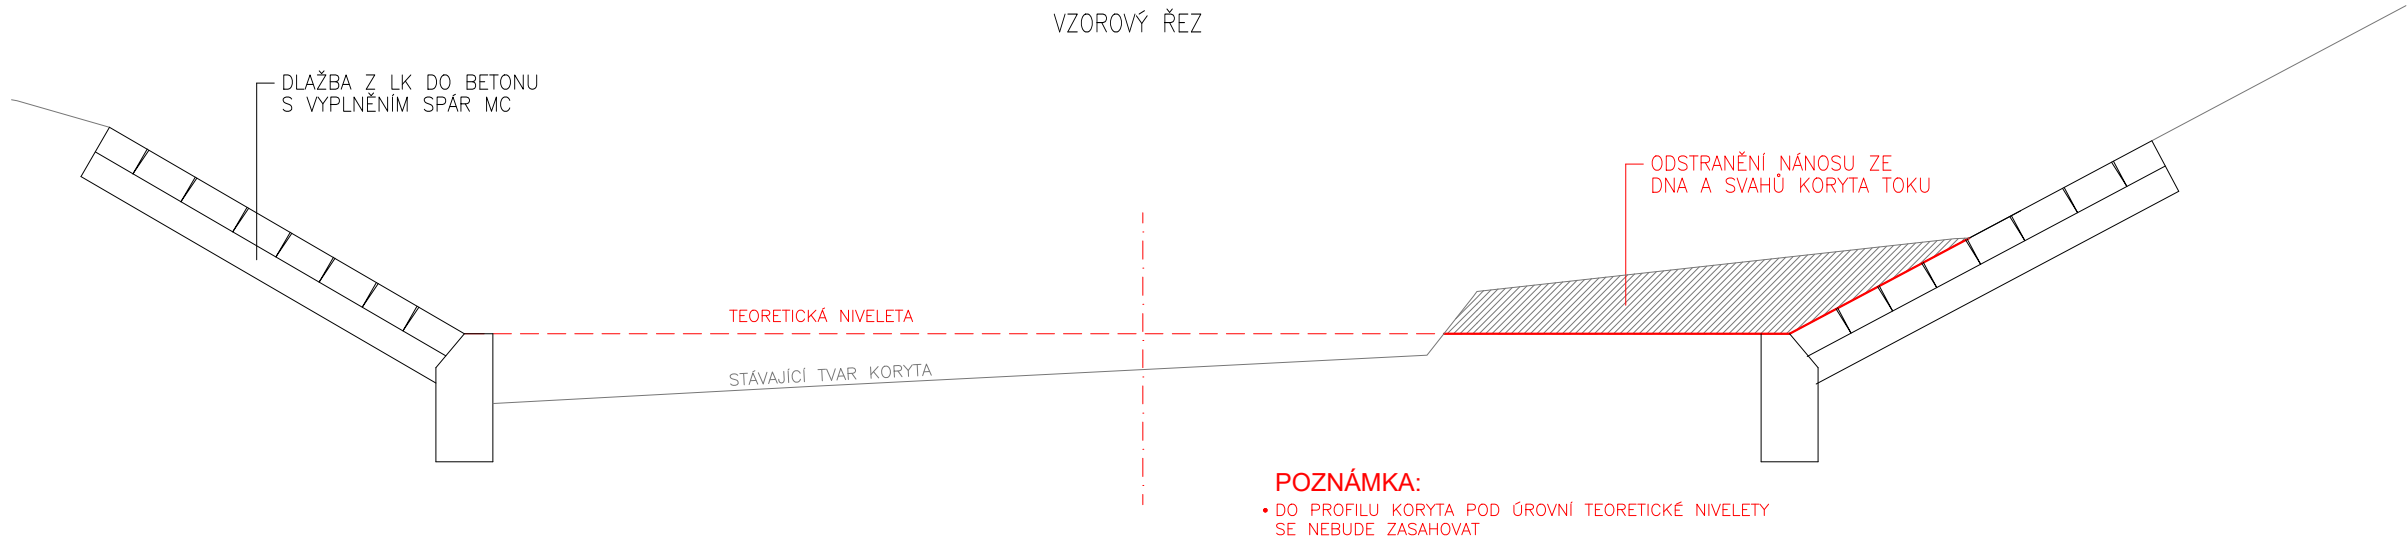 VZOROVÝ ŘEZ
DLAŽBA Z LK DO BETONU
S VYPLNĚNÍM SPÁR MC
ODSTRANĚNÍ NÁNOSU ZE
DNA A SVAHŮ KORYTA TOKU
TEORETICKÁ NIVELETA
STÁVAJÍCÍ TVAR KORYTA
POZNÁMKA:
• DO PROFILU KORYTA POD ÚROVNÍ TEORETICKÉ NIVELETY
SE NEBUDE ZASAHOVAT